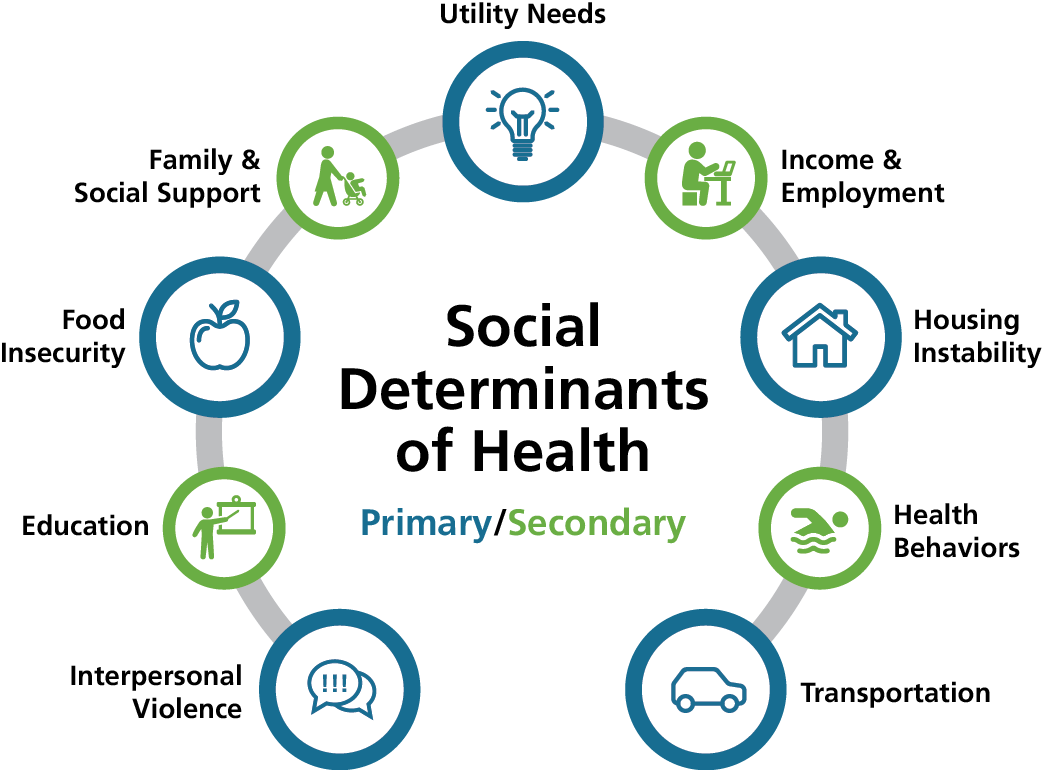 Utility Needs
Family &
Social Support
Income &
Employment
Food
Insecurity
Housing
Instability
Social
Determinants
of Health
Primary/Secondary
Education
Health
Behaviors
Interpersonal
Violence
!!!
Transportation